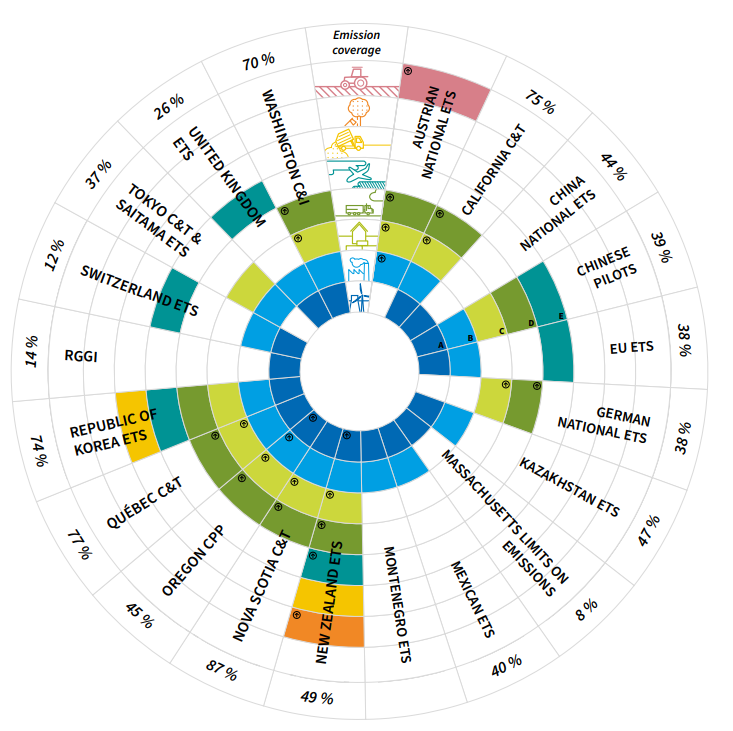 Emission
coverage
AUSTRIAN
NATIONAL ETS
75 %
CALIFORNIA C&T
44 %
CHINA
NATIONAL ETS
39 %
CHINESE
PILOTS
38 %
EU ETS
38 %
GERMAN
NATIONAL ETS
47 %
KAZAKHSTAN ETS
8 %
MASSACHUSETTS LIMITS ON
EMISSIONS
40 %
MEXICAN ETS
MONTENEGRO ETS
49 %
NEW ZEALAND ETS
87 %
NOVA SCOTIA C&T
45 %
OREGON CPP
77 %
QUÉBEC C&T
74 %
REPUBLIC OF
KOREA ETS
14 %
RGGI
12 %
SWITZERLAND ETS
37 %
TOKYO C&T &
SAITAMA ETS
26 %
UNITED KINGDOM
ETS
70 %
WASHINGTON C&I
A
B
C
D
E